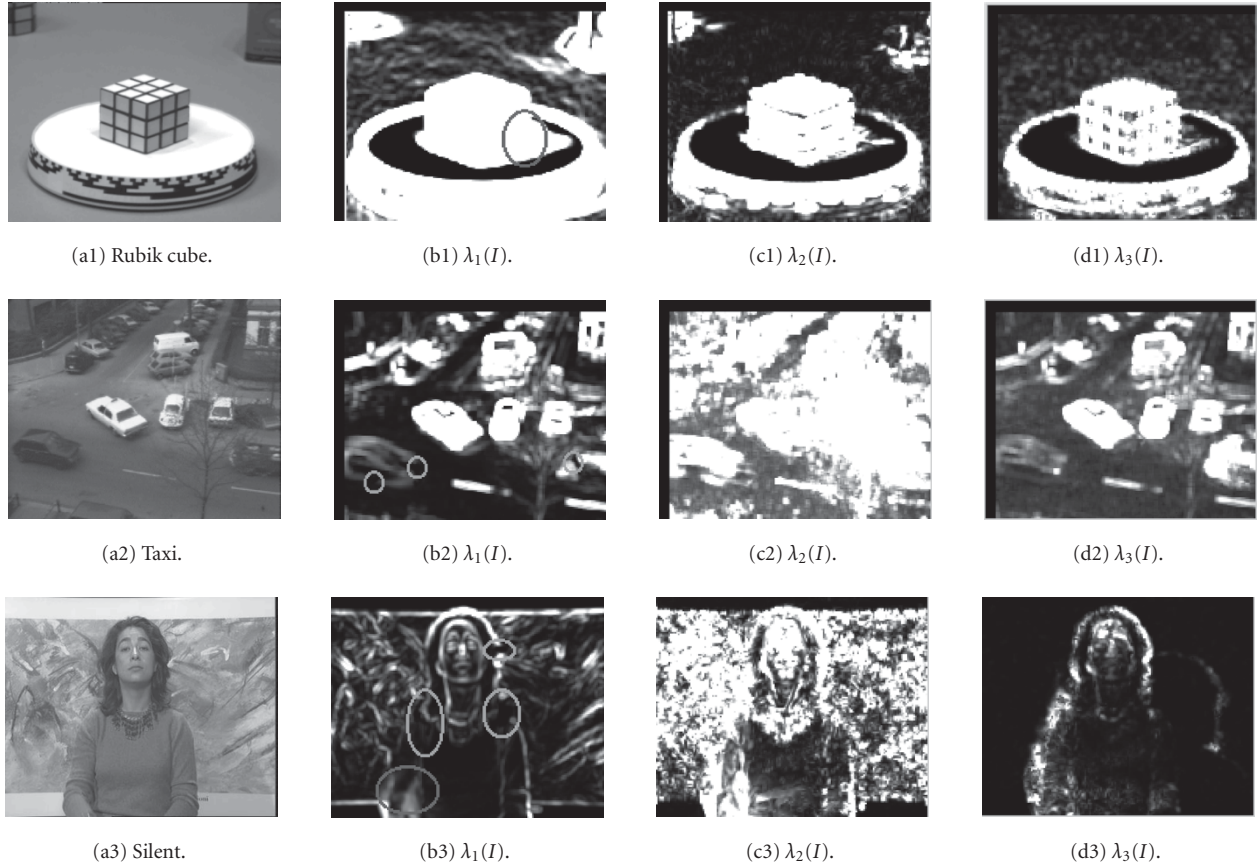 (a1) Rubik cube.
(b1) λ₁(I).
(c1) λ₂(I).
(d1) λ₃(I).
(a2) Taxi.
(b2) λ₁(I).
(c2) λ₂(I).
(d2) λ₃(I).
(a3) Silent.
(b3) λ₁(I).
(c3) λ₂(I).
(d3) λ₃(I).